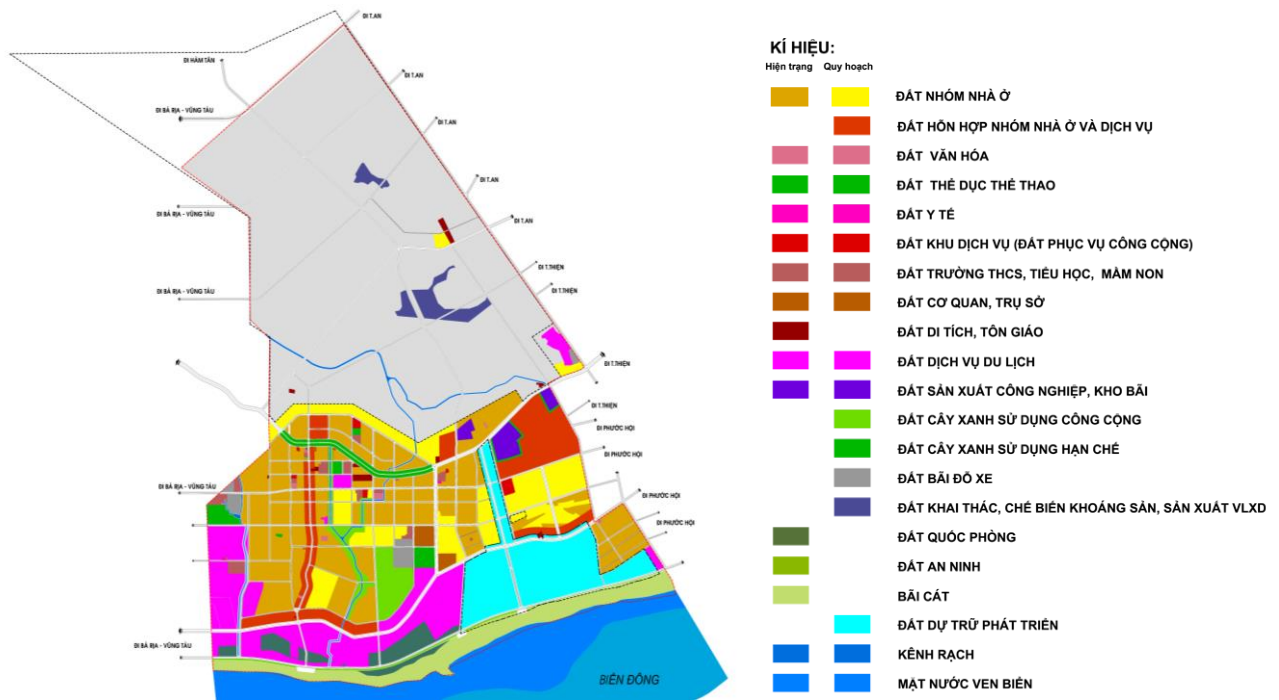 ĐI T.AN
ĐI HÀM TÂN
ĐI T.AN
ĐI BÀ RỊA - VŨNG TÀU
ĐI T.AN
ĐI T.AN
ĐI BÀ RỊA - VŨNG TÀU
ĐI T.AN
ĐI T.THIỆN
ĐI BÀ RỊA - VŨNG TÀU
ĐI T.THIỆN
ĐI T.THIỆN
ĐI T.THIỆN
ĐI PHƯỚC HỘI
ĐI PHƯỚC HỘI
ĐI BÀ RỊA - VŨNG TÀU
ĐI PHƯỚC HỘI
ĐI PHƯỚC HỘI
ĐI BÀ RỊA - VŨNG TÀU
BIỂN ĐÔNG
KÍ HIỆU:
Hiện trạng Quy hoạch
ĐẤT NHÓM NHÀ Ở
ĐẤT HỖN HỢP NHÓM NHÀ Ở VÀ DỊCH VỤ
ĐẤT VĂN HÓA
ĐẤT THỂ DỤC THỂ THAO
ĐẤT Y TẾ
ĐẤT KHU DỊCH VỤ (ĐẤT PHỤC VỤ CÔNG CỘNG)
ĐẤT TRƯỜNG THCS, TIỂU HỌC, MẦM NON
ĐẤT CƠ QUAN, TRỤ SỞ
ĐẤT DI TÍCH, TÔN GIÁO
ĐẤT DỊCH VỤ DU LỊCH
ĐẤT SẢN XUẤT CÔNG NGHIỆP, KHO BÃI
ĐẤT CÂY XANH SỬ DỤNG CÔNG CỘNG
ĐẤT CÂY XANH SỬ DỤNG HẠN CHẾ
ĐẤT BÃI ĐỖ XE
ĐẤT KHAI THÁC, CHẾ BIẾN KHOÁNG SẢN, SẢN XUẤT VLXD
ĐẤT QUỐC PHÒNG
ĐẤT AN NINH
BÃI CÁT
ĐẤT DỰ TRỮ PHÁT TRIỂN
KÊNH RẠCH
MẶT NƯỚC VEN BIỂN